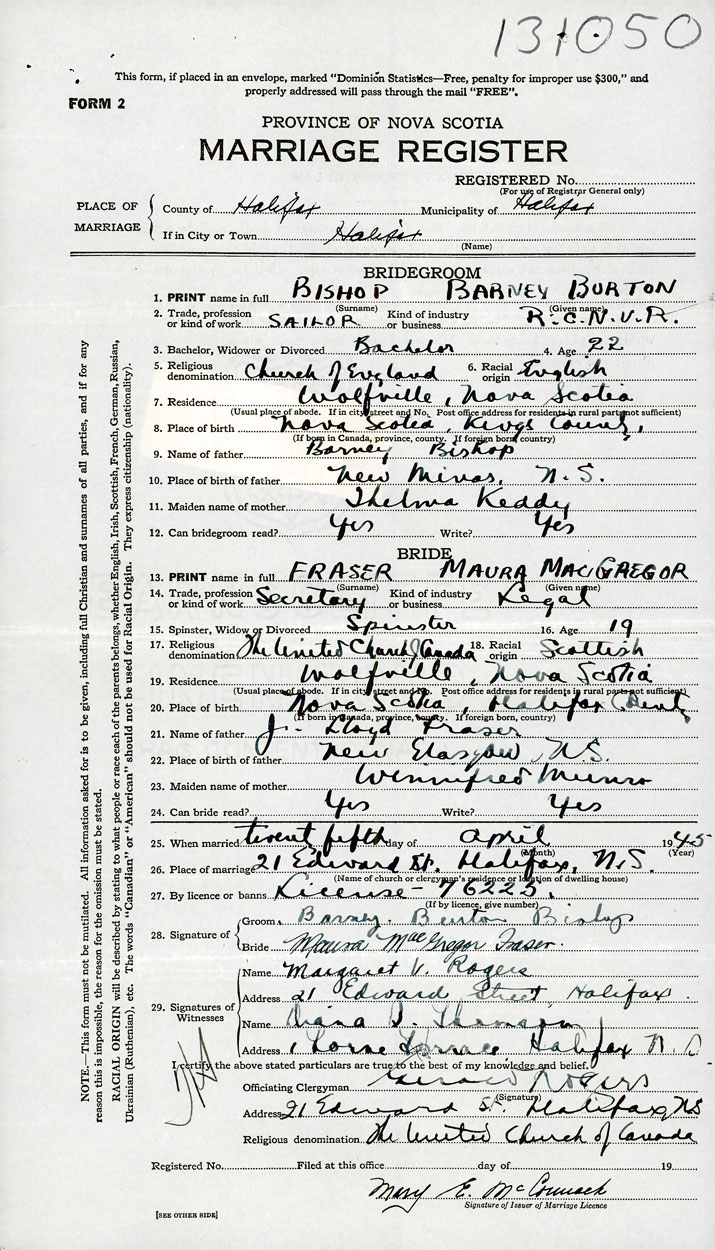 131050
This form, if placed in an envelope, marked "Dominion Statistics—Free, penalty for improper use $300," and
properly addressed will pass through the mail "FREE".
FORM 2
PROVINCE OF NOVA SCOTIA
MARRIAGE REGISTER
REGISTERED No.
(For use of Registrar General only)
PLACE OF MARRIAGE
County of Halifax Municipality of Halifax
If in City or Town Halifax
(Name)
BRIDEGROOM
1. PRINT name in full BISHOP BARNEY BURTON
(Surname) (Given name)
2. Trade, profession or kind of work SAILOR Kind of industry or business R.C.N.V.R.
3. Bachelor, Widower or Divorced Bachelor 4. Age 22
5. Religious denomination Church of England 6. Racial origin English
7. Residence Wolfville, Nova Scotia
(Usual place of abode. If in city street and No. Post office address for residents in rural parts not sufficient)
8. Place of birth Nova Scotia, Kings County,
(If born in Canada, province, county. If foreign born, country)
9. Name of father Barney Bishop
10. Place of birth of father New Minas, N.S.
11. Maiden name of mother Thelma Keddy
12. Can bridegroom read? Yes Write? Yes
BRIDE
13. PRINT name in full FRASER MAURA MACGREGOR
(Surname) (Given name)
14. Trade, profession or kind of work Secretary Kind of industry or business Legal
15. Spinster, Widow or Divorced Spinster 16. Age 19
17. Religious denomination The United Church of Canada 18. Racial origin Scottish
19. Residence Wolfville, Nova Scotia
(Usual place of abode. If in city street and No. Post office address for residents in rural parts not sufficient)
20. Place of birth Nova Scotia, Halifax County
(If born in Canada, province, county. If foreign born, country)
21. Name of father J. Lloyd Fraser
22. Place of birth of father New Glasgow, N.S.
23. Maiden name of mother Winnifred Munro
24. Can bride read? Yes Write? Yes
25. When married twenty fifth day of April 1945
(Month) (Year)
26. Place of marriage 21 Edward St. Halifax, N.S.
(Name of church or clergyman's residence or location of dwelling house)
27. By licence or banns License - 76223.
(If by licence, give number)
28. Signature of
Groom Barney Burton Bishop
Bride Maura MacGregor Fraser.
29. Signatures of Witnesses
Name Margaret V. Rogers
Address 21 Edward Street, Halifax.
Name Diana Thomson
Address 1 Lorne Terrace Halifax N.S
I certify the above stated particulars are true to the best of my knowledge and belief.
Officiating Clergyman Rogers
(Signature)
Address 21 Edward St. Halifax, NS
Religious denomination The United Church of Canada
Registered No. Filed at this office day of 19
Mary E. McCormack
Signature of Issuer of Marriage Licence
[SEE OTHER SIDE]
NOTE.—This form must not be mutilated. All information asked for is to be given, including full Christian and surnames of all parties, and if for any
reason this is impossible, the reason for the omission must be stated.
RACIAL ORIGIN will be described by stating to what people or race each of the parents belongs, whether English, Irish, Scottish, French, German, Russian,
Ukrainian (Ruthenian), etc. The words "Canadian" or "American" should not be used for Racial Origin. They express citizenship (nationality).